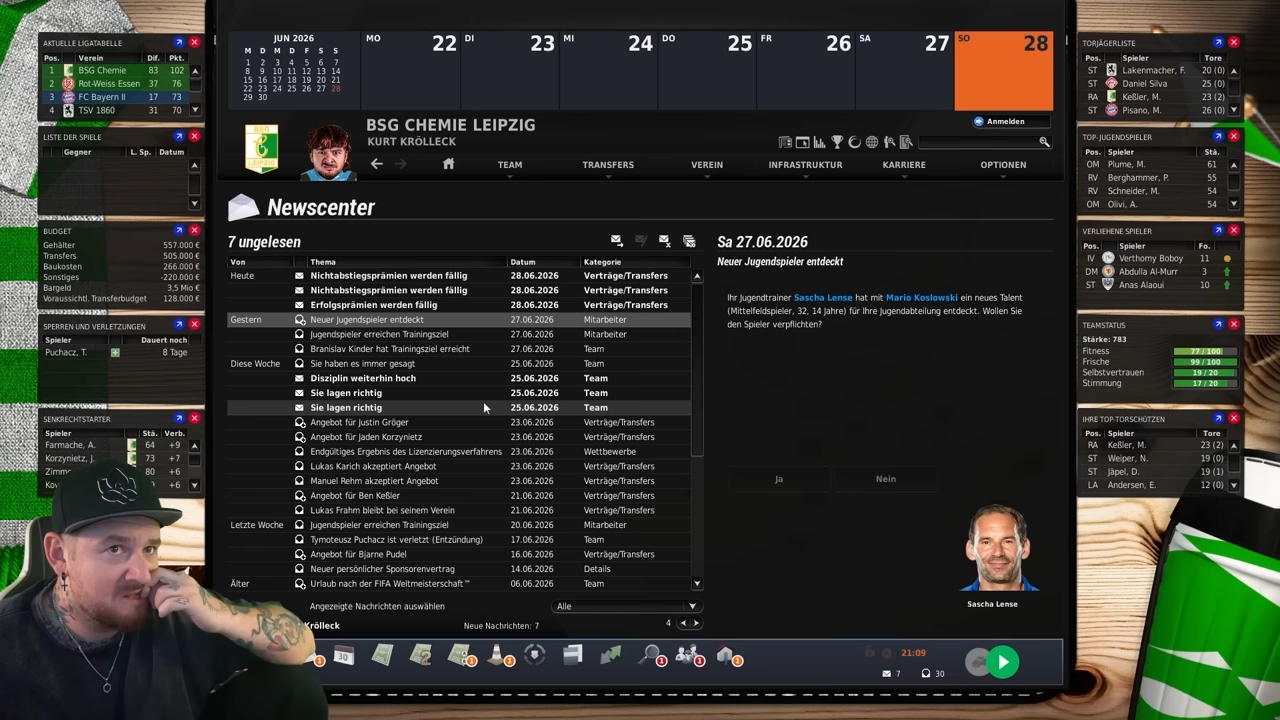 AKTUELLE LIGATABELLE
Pos. Verein Dif. Pkt.
1 BSG Chemie 83 102
2 Rot-Weiss Essen 37 76
3 FC Bayern II 17 73
4 TSV 1860 31 70
LISTE DER SPIELE
Gegner L. Sp. Datum
BUDGET
Gehälter 557.000 €
Transfers 505.000 €
Baukosten 266.000 €
Sonstiges -220.000 €
Bargeld 3,5 Mio €
Voraussichtl. Transferbudget 128.000 €
SPERREN UND VERLETZUNGEN
Spieler Dauert noch
Puchacz, T. 8 Tage
SENKRECHTSTARTER
Spieler Stä. Verb.
Farmache, A. 64 +9
Korzynietz, J. 73 +7
Zimme 80 +6
+6
JUN 2026
M D M D F S S
1 2 3 4 5 6 7
8 9 10 11 12 13 14
15 16 17 18 19 20 21
22 23 24 25 26 27 28
29 30
MO 22
DI 23
MI 24
DO 25
FR 26
SA 27
SO 28
BSG CHEMIE LEIPZIG
KURT KRÖLLECK
BSG
LEIPZIG
Anmelden
TEAM TRANSFERS VEREIN INFRASTRUKTUR KARRIERE OPTIONEN
Newscenter
7 ungelesen
Von Thema Datum Kategorie
Heute Nichtabstiegsprämien werden fällig 28.06.2026 Verträge/Transfers
Nichtabstiegsprämien werden fällig 28.06.2026 Verträge/Transfers
Erfolgsprämien werden fällig 28.06.2026 Verträge/Transfers
Gestern Neuer Jugendspieler entdeckt 27.06.2026 Mitarbeiter
Jugendspieler erreichen Trainingsziel 27.06.2026 Mitarbeiter
Branislav Kinder hat Trainingsziel erreicht 27.06.2026 Team
Diese Woche Sie haben es immer gesagt 25.06.2026 Team
Disziplin weiterhin hoch 25.06.2026 Team
Sie lagen richtig 25.06.2026 Team
Sie lagen richtig 25.06.2026 Team
Angebot für Justin Gröger 23.06.2026 Verträge/Transfers
Angebot für Jaden Korzynietz 23.06.2026 Verträge/Transfers
Endgültiges Ergebnis des Lizenzierungsverfahrens 23.06.2026 Wettbewerbe
Lukas Karich akzeptiert Angebot 23.06.2026 Verträge/Transfers
Manuel Rehm akzeptiert Angebot 23.06.2026 Verträge/Transfers
Angebot für Ben Keßler 21.06.2026 Verträge/Transfers
Lukas Frahm bleibt bei seinem Verein 21.06.2026 Verträge/Transfers
Letzte Woche Jugendspieler erreichen Trainingsziel 20.06.2026 Mitarbeiter
Tymoteusz Puchacz ist verletzt (Entzündung) 17.06.2026 Team
Angebot für Bjarne Pudel 16.06.2026 Verträge/Transfers
Neuer persönlicher Sponsorenvertrag 14.06.2026 Details
Älter Urlaub nach der FIFA Weltmeisterschaft™ 06.06.2026 Team
Angezeigte Nachrichten auswählen Alle
Krölleck Neue Nachrichten: 7 4
Sa 27.06.2026
Neuer Jugendspieler entdeckt
Ihr Jugendtrainer Sascha Lense hat mit Mario Koslowski ein neues Talent
(Mittelfeldspieler, 32, 14 Jahre) für Ihre Jugendabteilung entdeckt. Wollen Sie
den Spieler verpflichten?
Ja Nein
Sascha Lense
1 30 1 1 1 1 1
21:09
7 30
TORJÄGERLISTE
Pos. Spieler Tore
ST Lakenmacher, F. 20 (0)
ST Daniel Silva 25 (0)
RA Keßler, M. 23 (2)
ST Pisano, M. 26 (0)
TOP-JUGENDSPIELER
Pos. Spieler Stä.
OM Plume, M. 61
RV Berghammer, P. 55
RV Schneider, M. 54
OM Olivi, A. 54
VERLIEHENE SPIELER
Pos. Spieler Fo.
IV Verthomy Boboy 11
DM Abdulla Al-Murr 3
ST Anas Alaoui 10
TEAMSTATUS
Stärke: 783
Fitness 77 / 100
Frische 99 / 100
Selbstvertrauen 19 / 20
Stimmung 17 / 20
IHRE TOP-TORSCHÜTZEN
Pos. Spieler Tore
RA Keßler, M. 23 (2)
ST Weiper, N. 19 (0)
ST Jäpel, D. 19 (1)
LA Andersen, E. 12 (0)